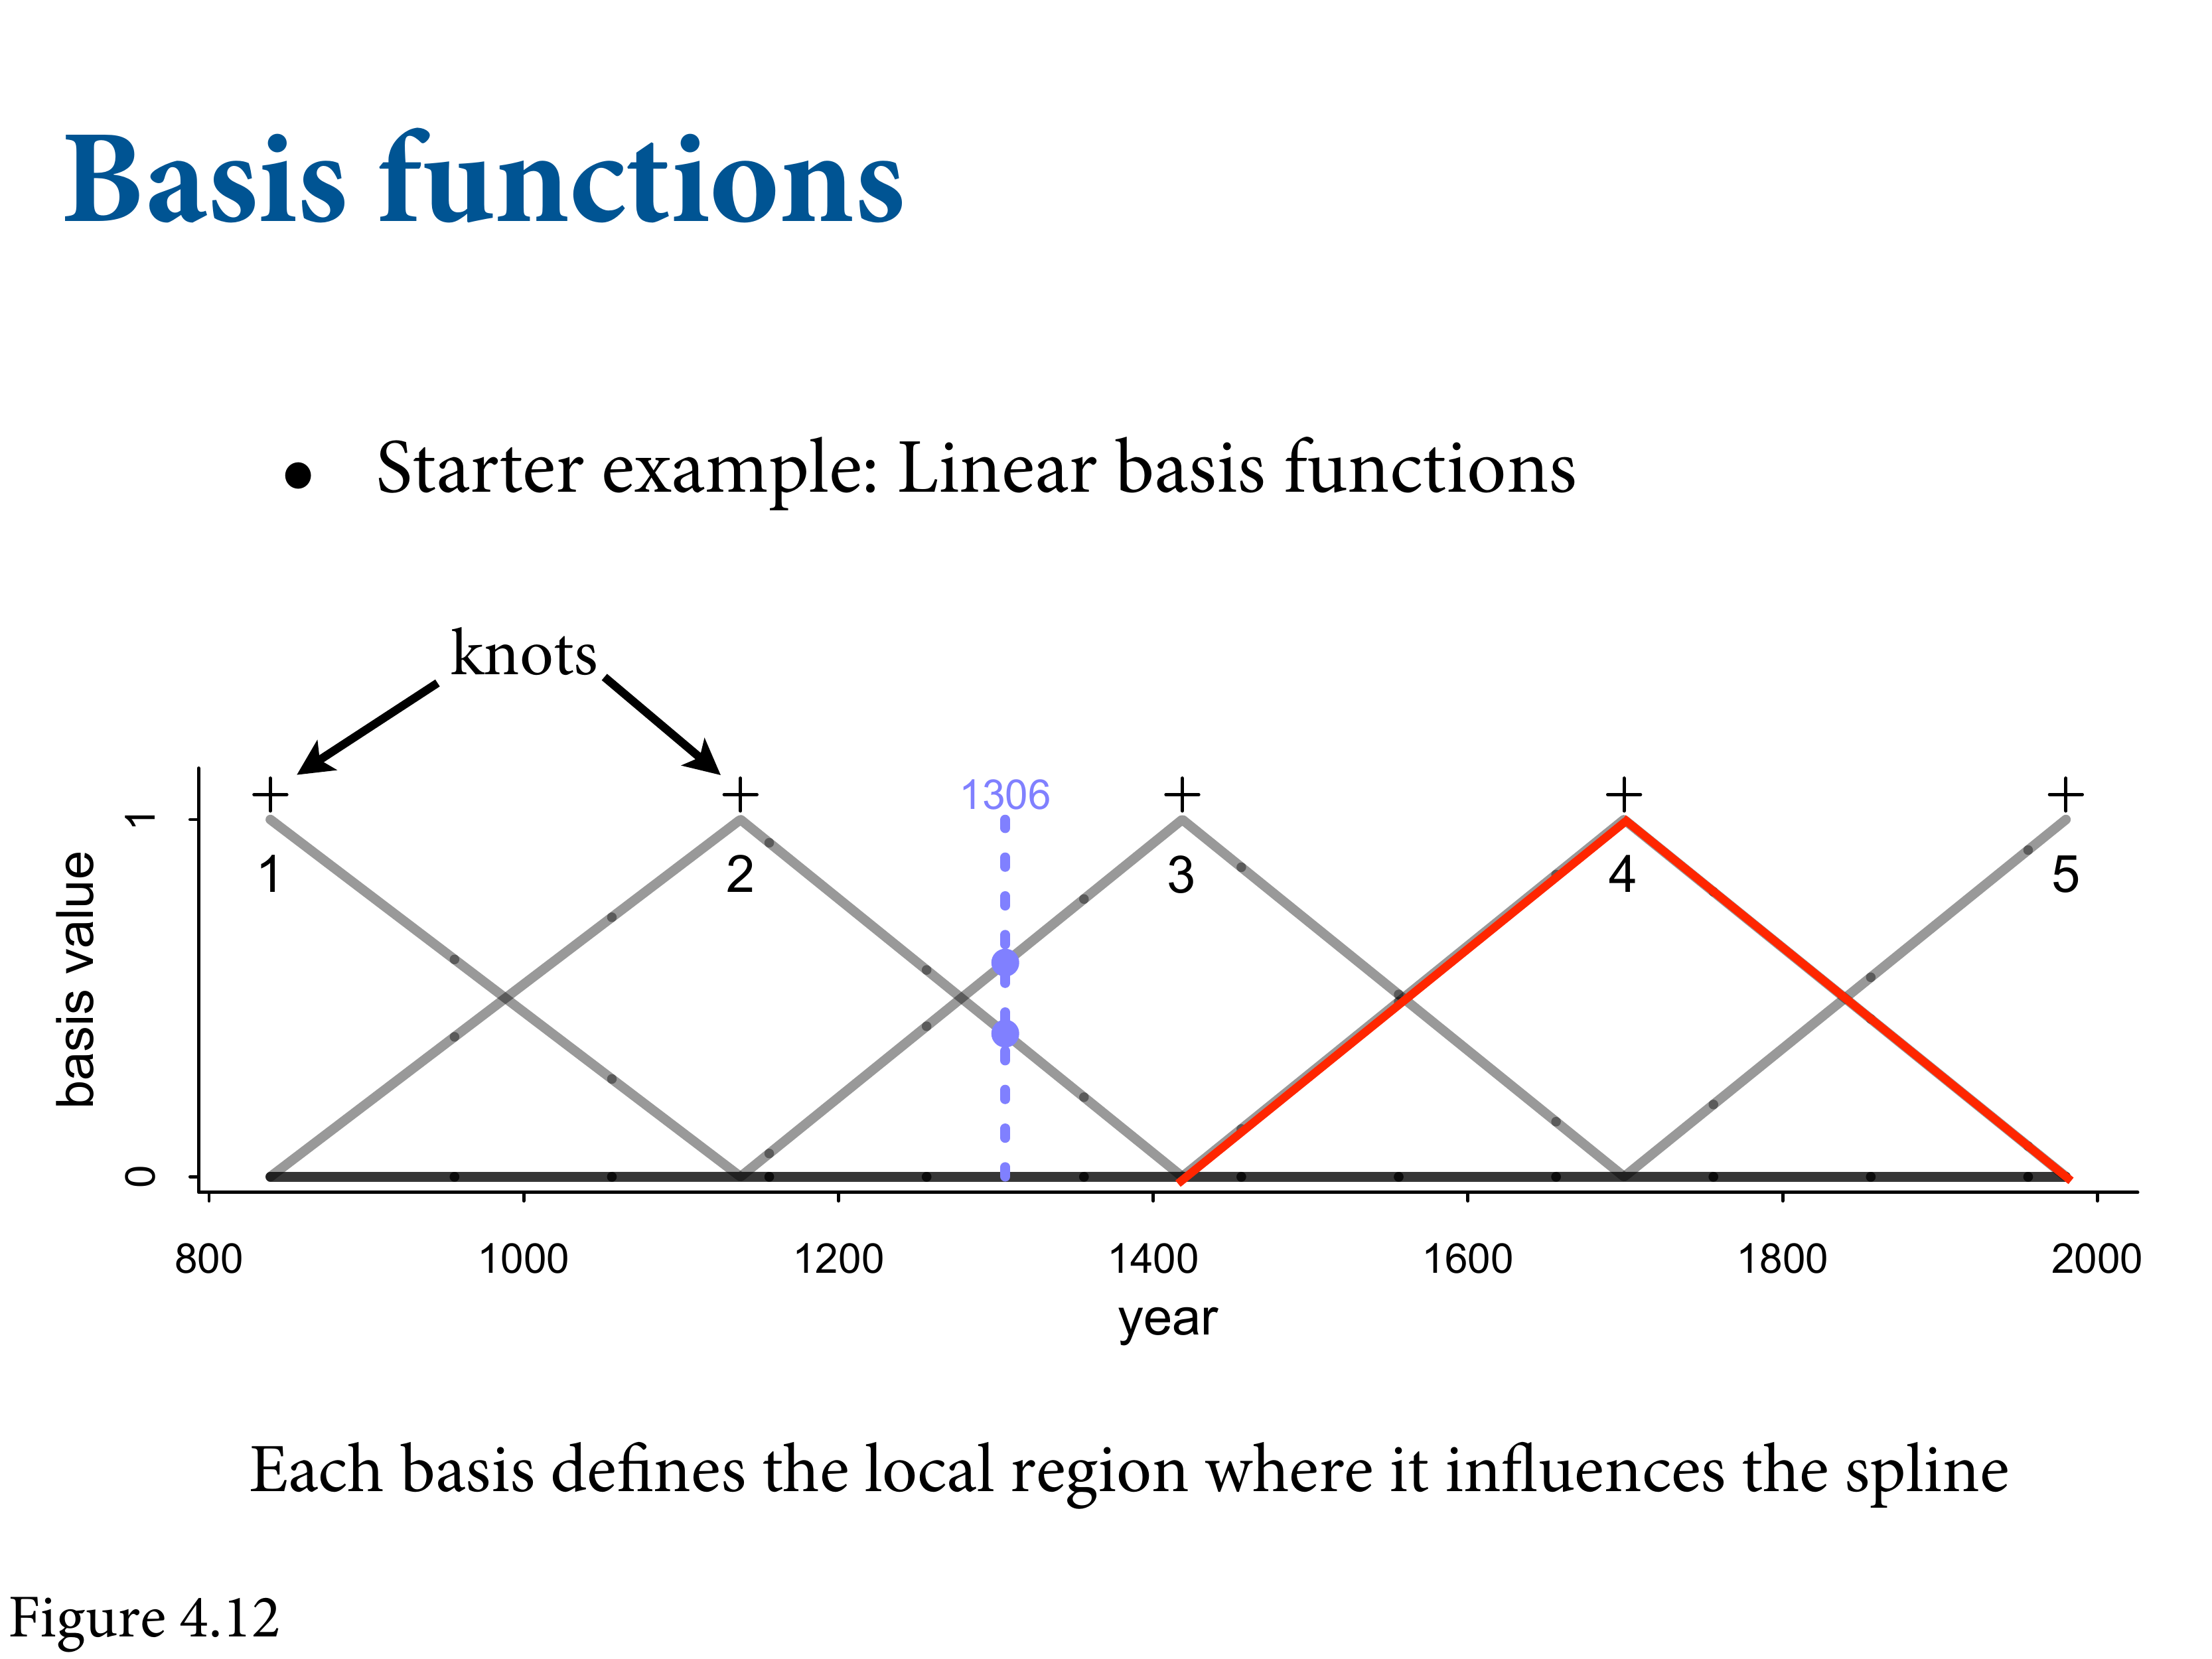 Basis functions
• Starter example: Linear basis functions
knots
1306
1
1 2 3 4 5
basis value
0
800 1000 1200 1400 1600 1800 2000
year
Each basis defines the local region where it influences the spline
Figure 4.12